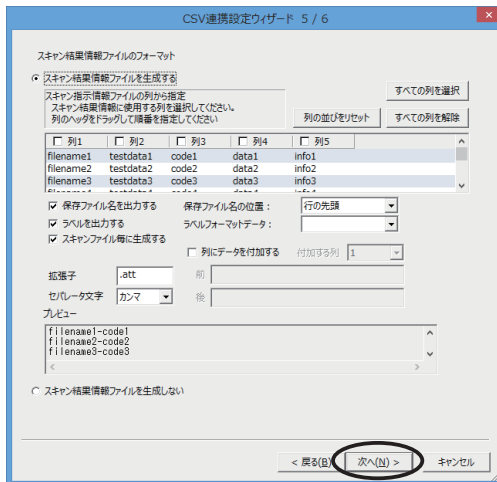 CSV連携設定ウィザード 5 / 6
スキャン結果情報ファイルのフォーマット
スキャン結果情報ファイルを生成する
スキャン指示情報ファイルの列から指定
スキャン結果情報に使用する列を選択してください。
列のヘッダをドラッグして順番を指定してください
すべての列を選択
列の並びをリセット すべての列を解除
列1 列2 列3 列4 列5
filename1 testdata1 code1 data1 info1
filename2 testdata2 code2 data2 info2
filename3 testdata3 code3 data3 info3
保存ファイル名を出力する 保存ファイル名の位置: 行の先頭
ラベルを出力する ラベルフォーマットデータ:
スキャンファイル毎に生成する
列にデータを付加する 付加する列 1
拡張子 .att 前
セパレータ文字 カンマ 後
プレビュー
filename1-code1
filename2-code2
filename3-code3
スキャン結果情報ファイルを生成しない
< 戻る(B) 次へ(N) > キャンセル